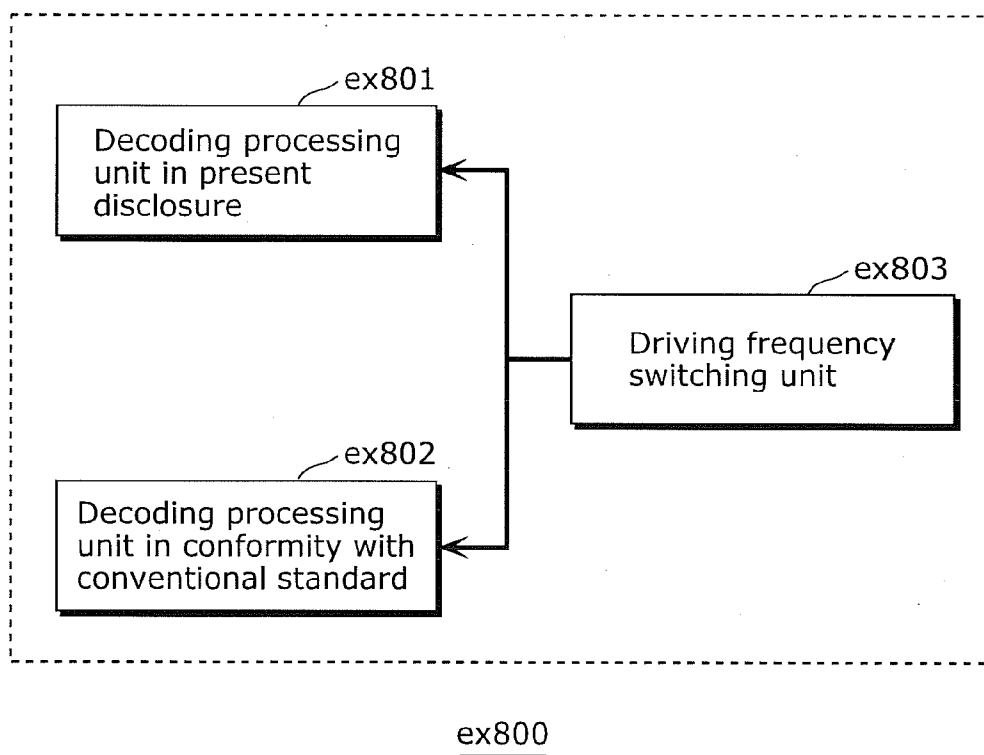 ex801
Decoding processing
unit in present
disclosure
ex803
Driving frequency
switching unit
ex802
Decoding processing
unit in conformity with
conventional standard
ex800